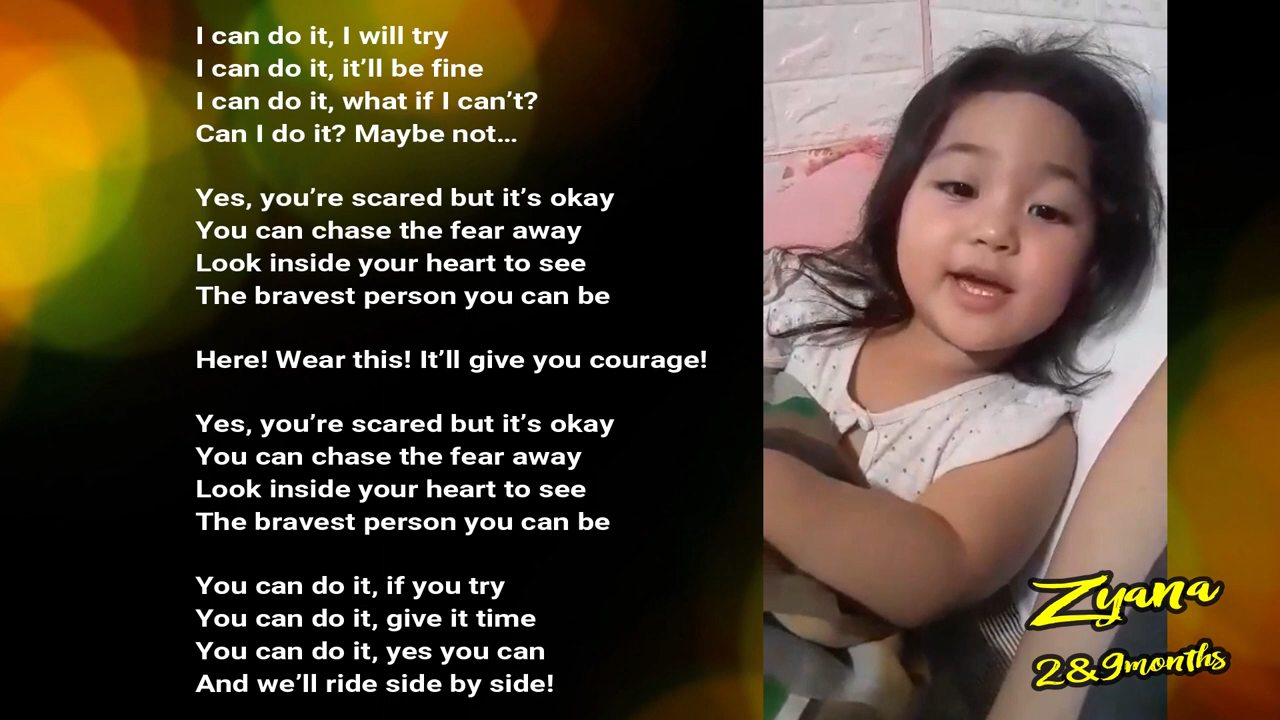 I can do it, I will try
I can do it, it’ll be fine
I can do it, what if I can’t?
Can I do it? Maybe not...
Yes, you’re scared but it’s okay
You can chase the fear away
Look inside your heart to see
The bravest person you can be
Here! Wear this! It’ll give you courage!
Yes, you’re scared but it’s okay
You can chase the fear away
Look inside your heart to see
The bravest person you can be
You can do it, if you try
You can do it, give it time
You can do it, yes you can
And we’ll ride side by side!
Zyana
2&9months